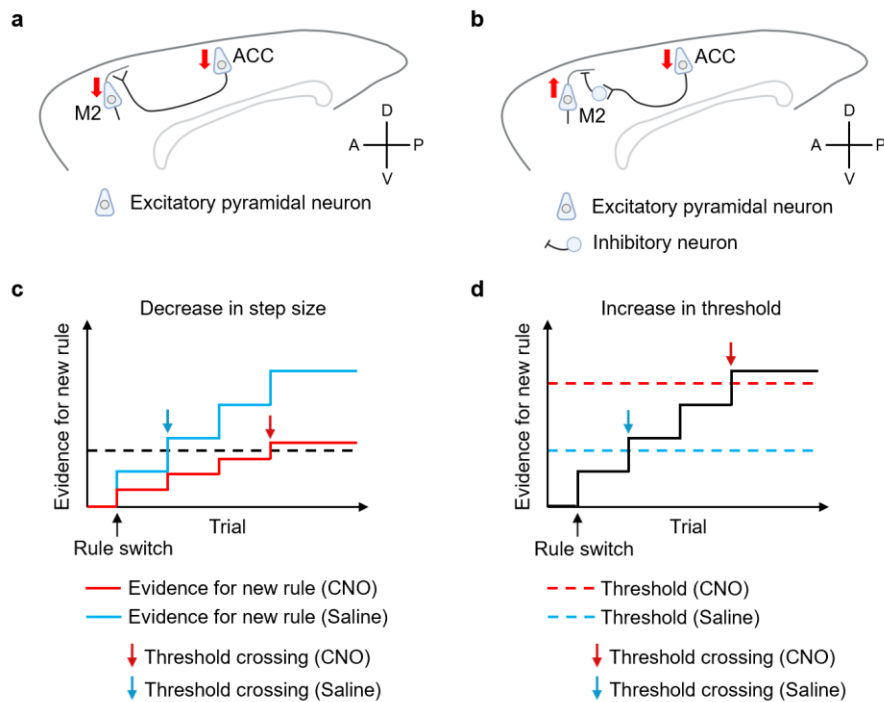 a
ACC
M2
D
A
P
V
Excitatory pyramidal neuron
b
ACC
M2
D
A
P
V
Excitatory pyramidal neuron
Inhibitory neuron
c
Decrease in step size
Evidence for new rule
Trial
Rule switch
Evidence for new rule (CNO)
Evidence for new rule (Saline)
Threshold crossing (CNO)
Threshold crossing (Saline)
d
Increase in threshold
Evidence for new rule
Trial
Rule switch
Threshold (CNO)
Threshold (Saline)
Threshold crossing (CNO)
Threshold crossing (Saline)